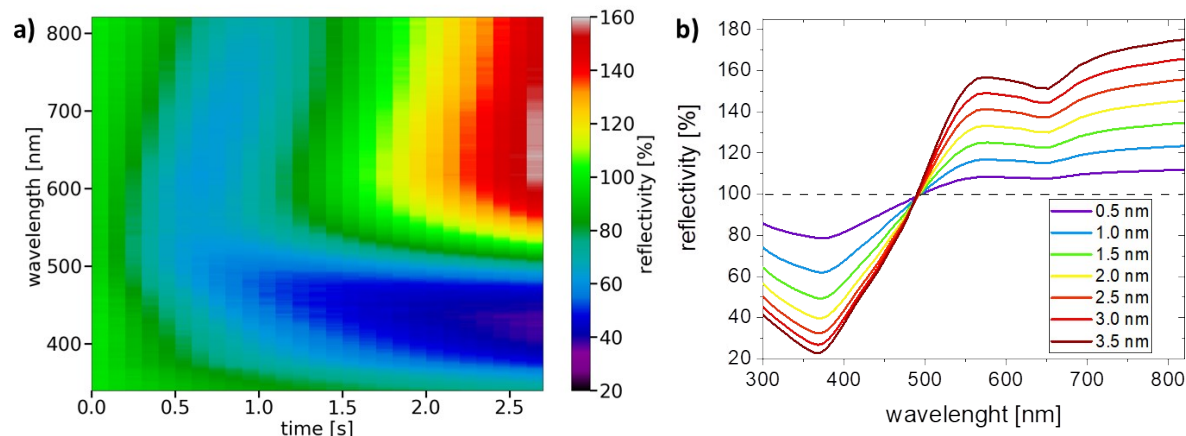 a)
800
700
600
500
400
wavelength [nm]
0.0 0.5 1.0 1.5 2.0 2.5
time [s]
160
140
120
100
80
60
40
20
reflectivity [%]
b)
180
160
140
120
100
80
60
40
20
reflectivity [%]
0.5 nm
1.0 nm
1.5 nm
2.0 nm
2.5 nm
3.0 nm
3.5 nm
300 400 500 600 700 800
wavelenght [nm]